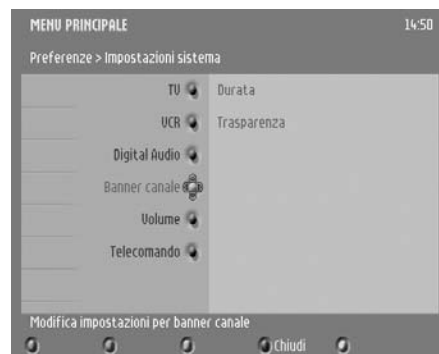 MENU PRINCIPALE 14:50
Preferenze > Impostazioni sistema
TV Durata
VCR Trasparenza
Digital Audio
Banner canale
Volume
Telecomando
Modifica impostazioni per banner canale
Chiudi